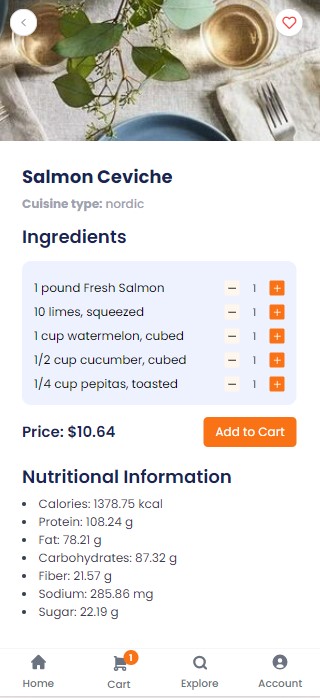 Salmon Ceviche
Cuisine type: nordic
Ingredients
1 pound Fresh Salmon − 1 +
10 limes, squeezed − 1 +
1 cup watermelon, cubed − 1 +
1/2 cup cucumber, cubed − 1 +
1/4 cup pepitas, toasted − 1 +
Price: $10.64 Add to Cart
Nutritional Information
• Calories: 1378.75 kcal
• Protein: 108.24 g
• Fat: 78.21 g
• Carbohydrates: 87.32 g
• Fiber: 21.57 g
• Sodium: 285.86 mg
• Sugar: 22.19 g
1
Home Cart Explore Account